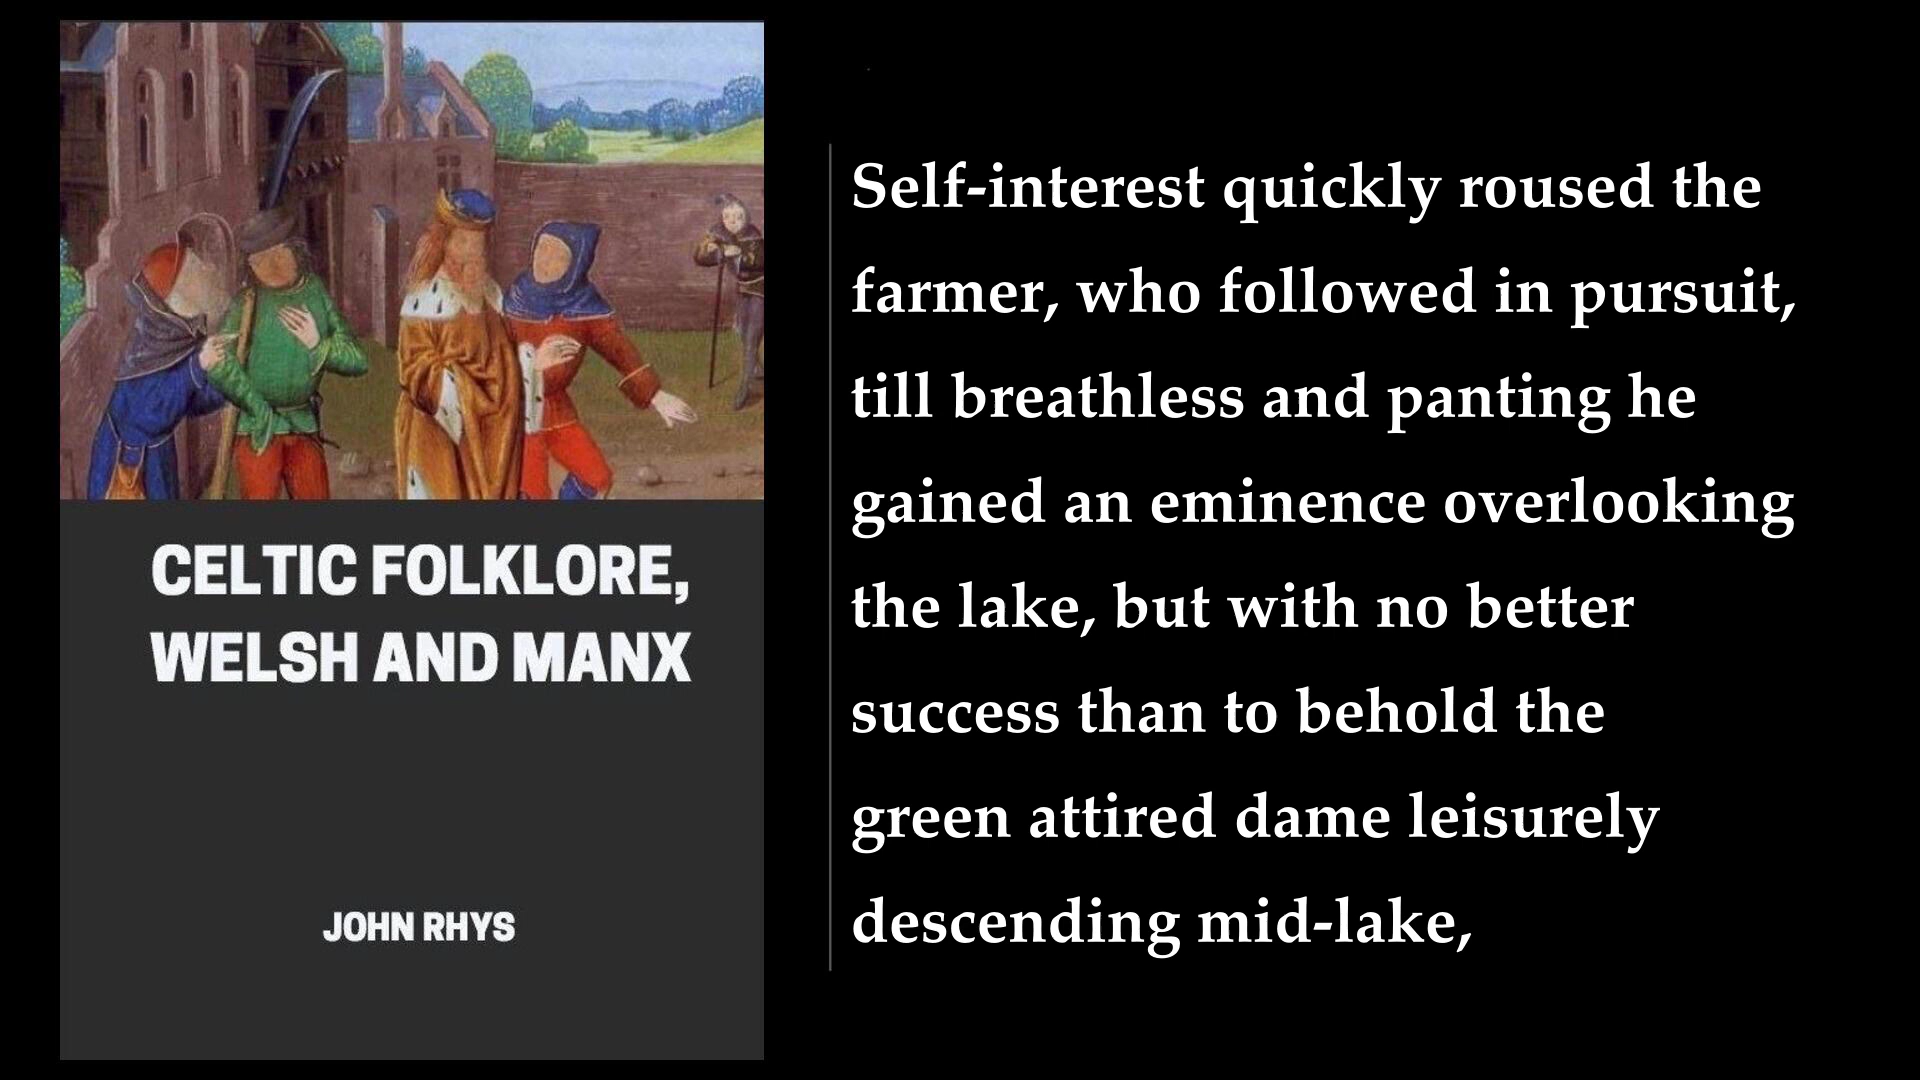 CELTIC FOLKLORE,
WELSH AND MANX
JOHN RHYS
Self-interest quickly roused the
farmer, who followed in pursuit,
till breathless and panting he
gained an eminence overlooking
the lake, but with no better
success than to behold the
green attired dame leisurely
descending mid-lake,